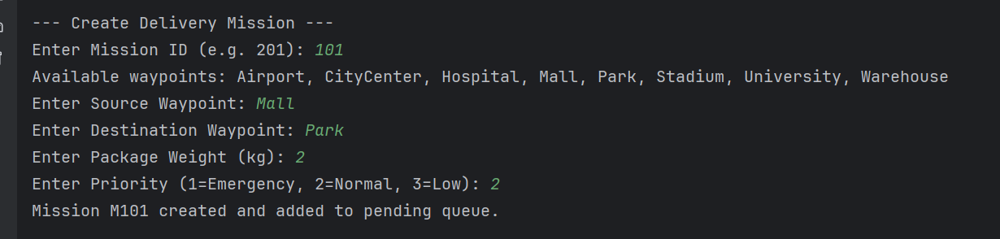 --- Create Delivery Mission ---
Enter Mission ID (e.g. 201): 101
Available waypoints: Airport, CityCenter, Hospital, Mall, Park, Stadium, University, Warehouse
Enter Source Waypoint: Mall
Enter Destination Waypoint: Park
Enter Package Weight (kg): 2
Enter Priority (1=Emergency, 2=Normal, 3=Low): 2
Mission M101 created and added to pending queue.